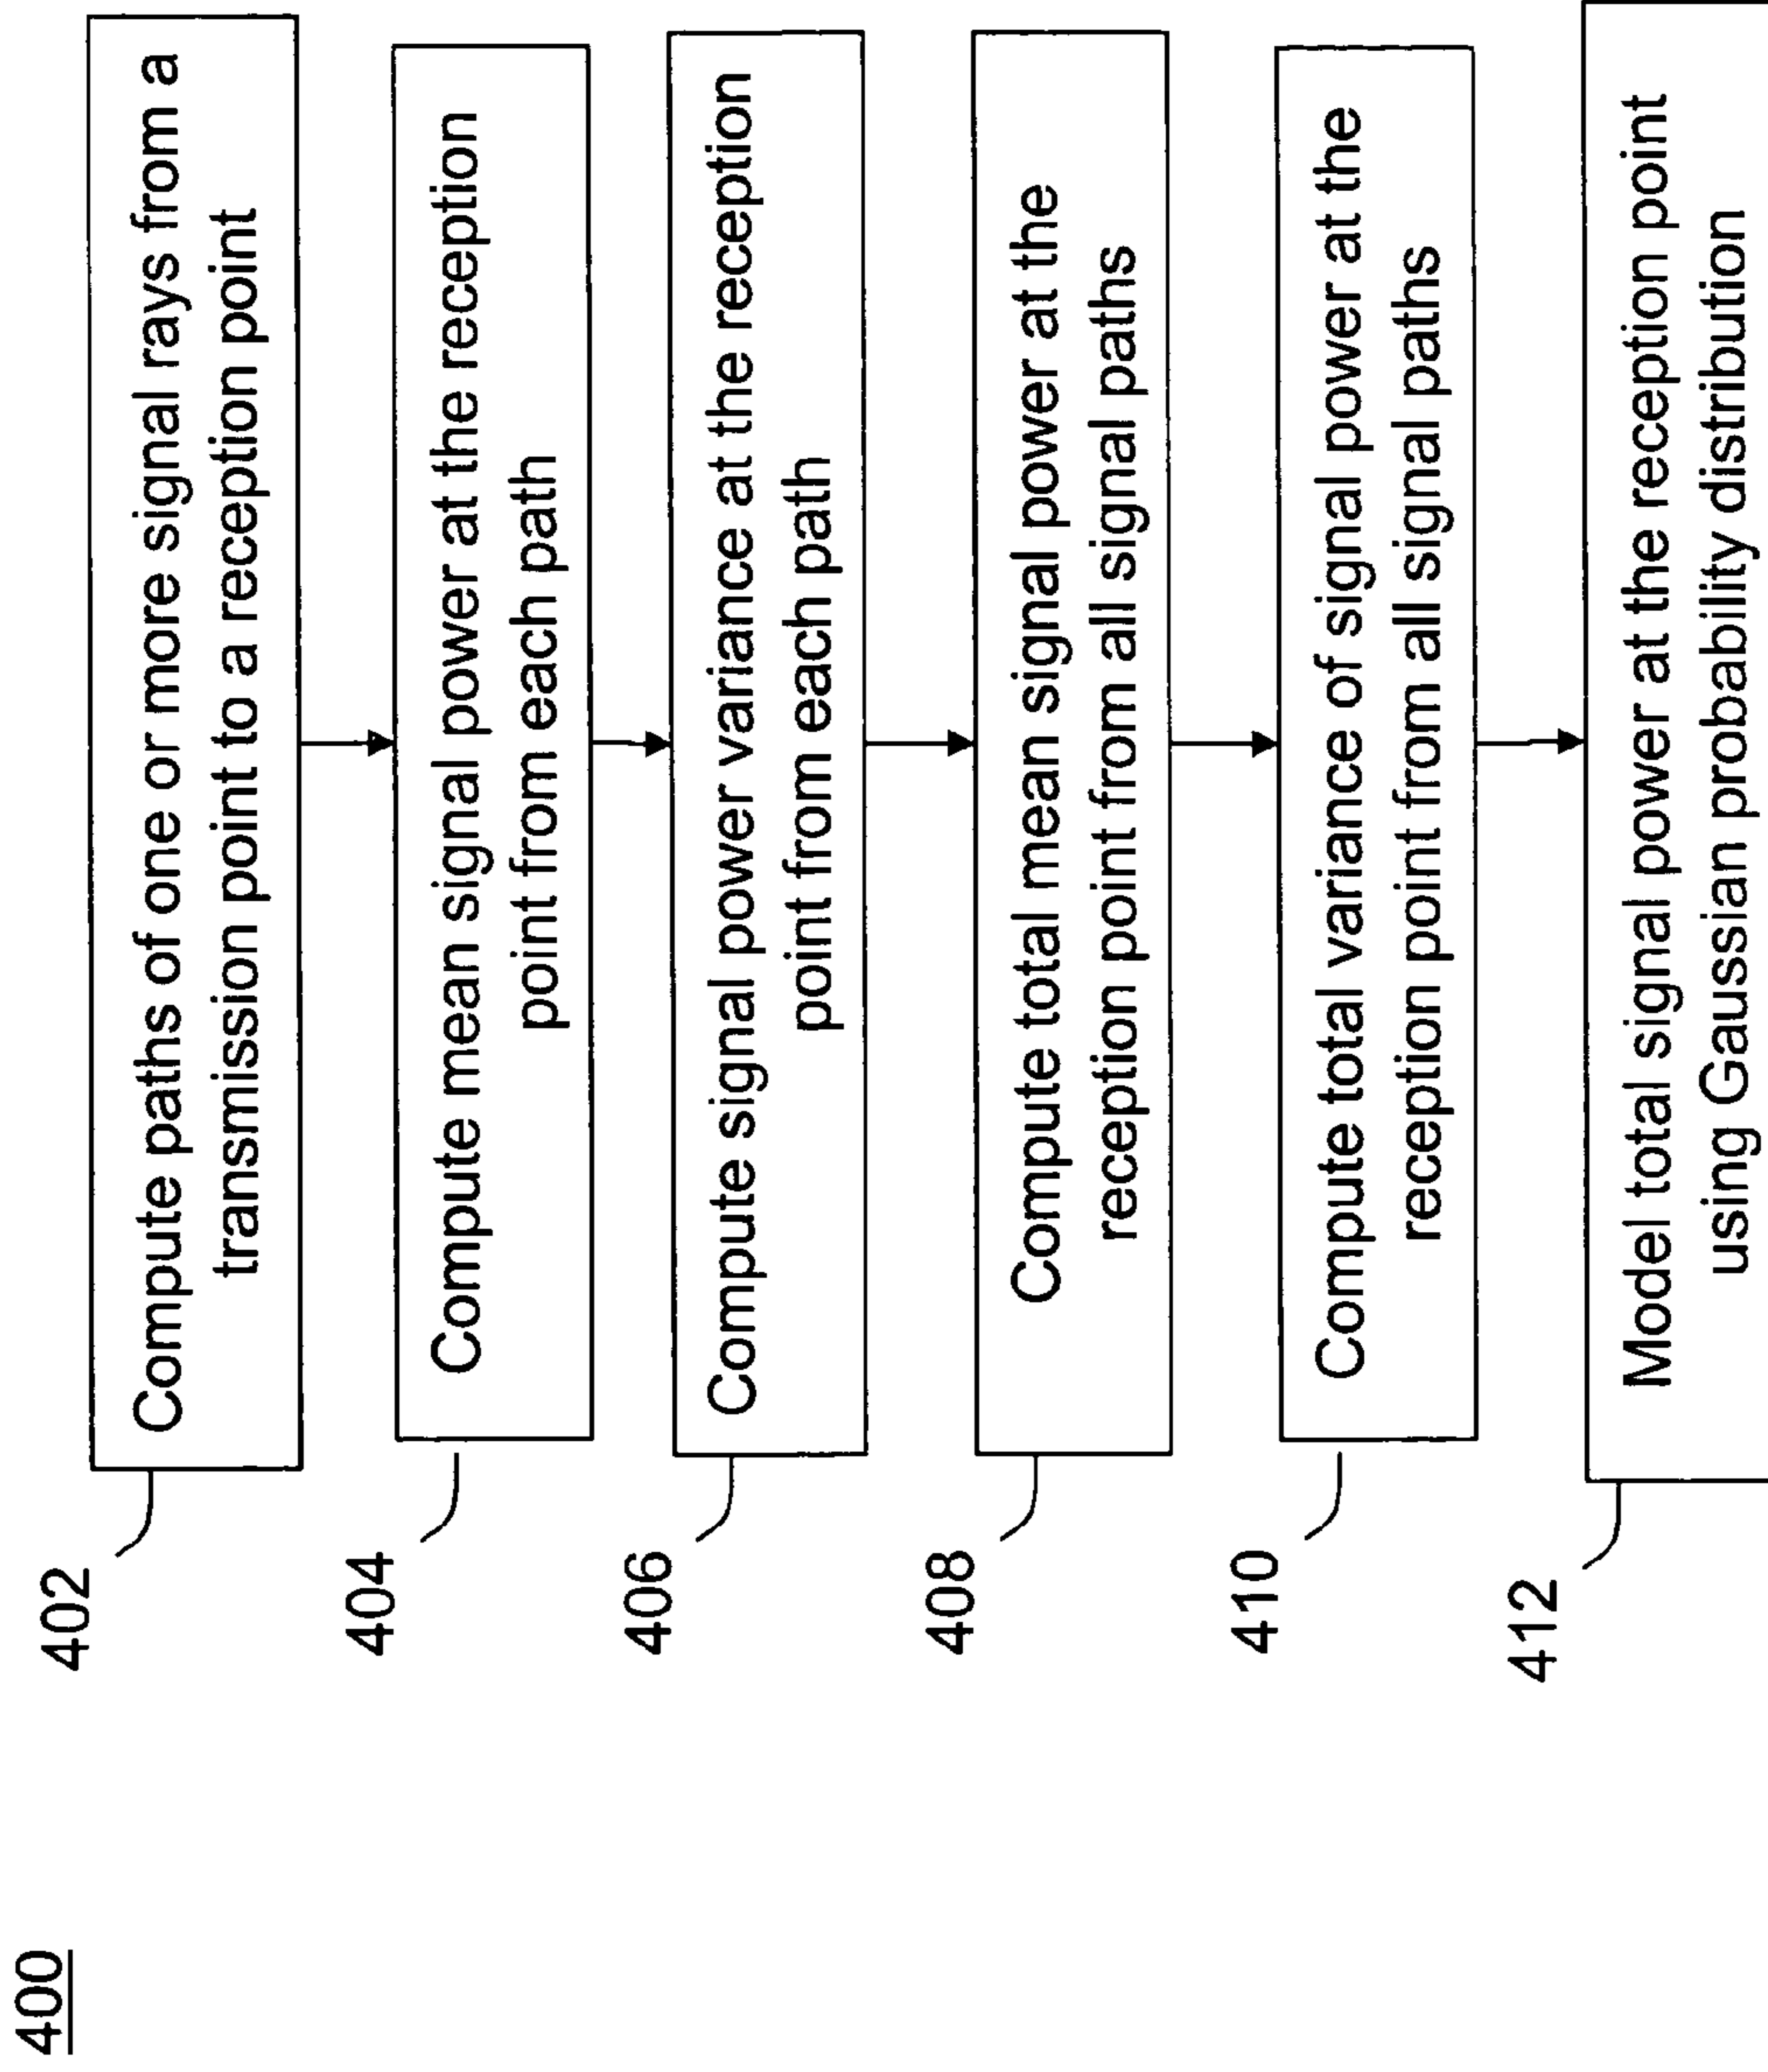 400
402
Compute paths of one or more signal rays from a
transmission point to a reception point
404
Compute mean signal power at the reception
point from each path
406
Compute signal power variance at the reception
point from each path
408
Compute total mean signal power at the
reception point from all signal paths
410
Compute total variance of signal power at the
reception point from all signal paths
412
Model total signal power at the reception point
using Gaussian probability distribution